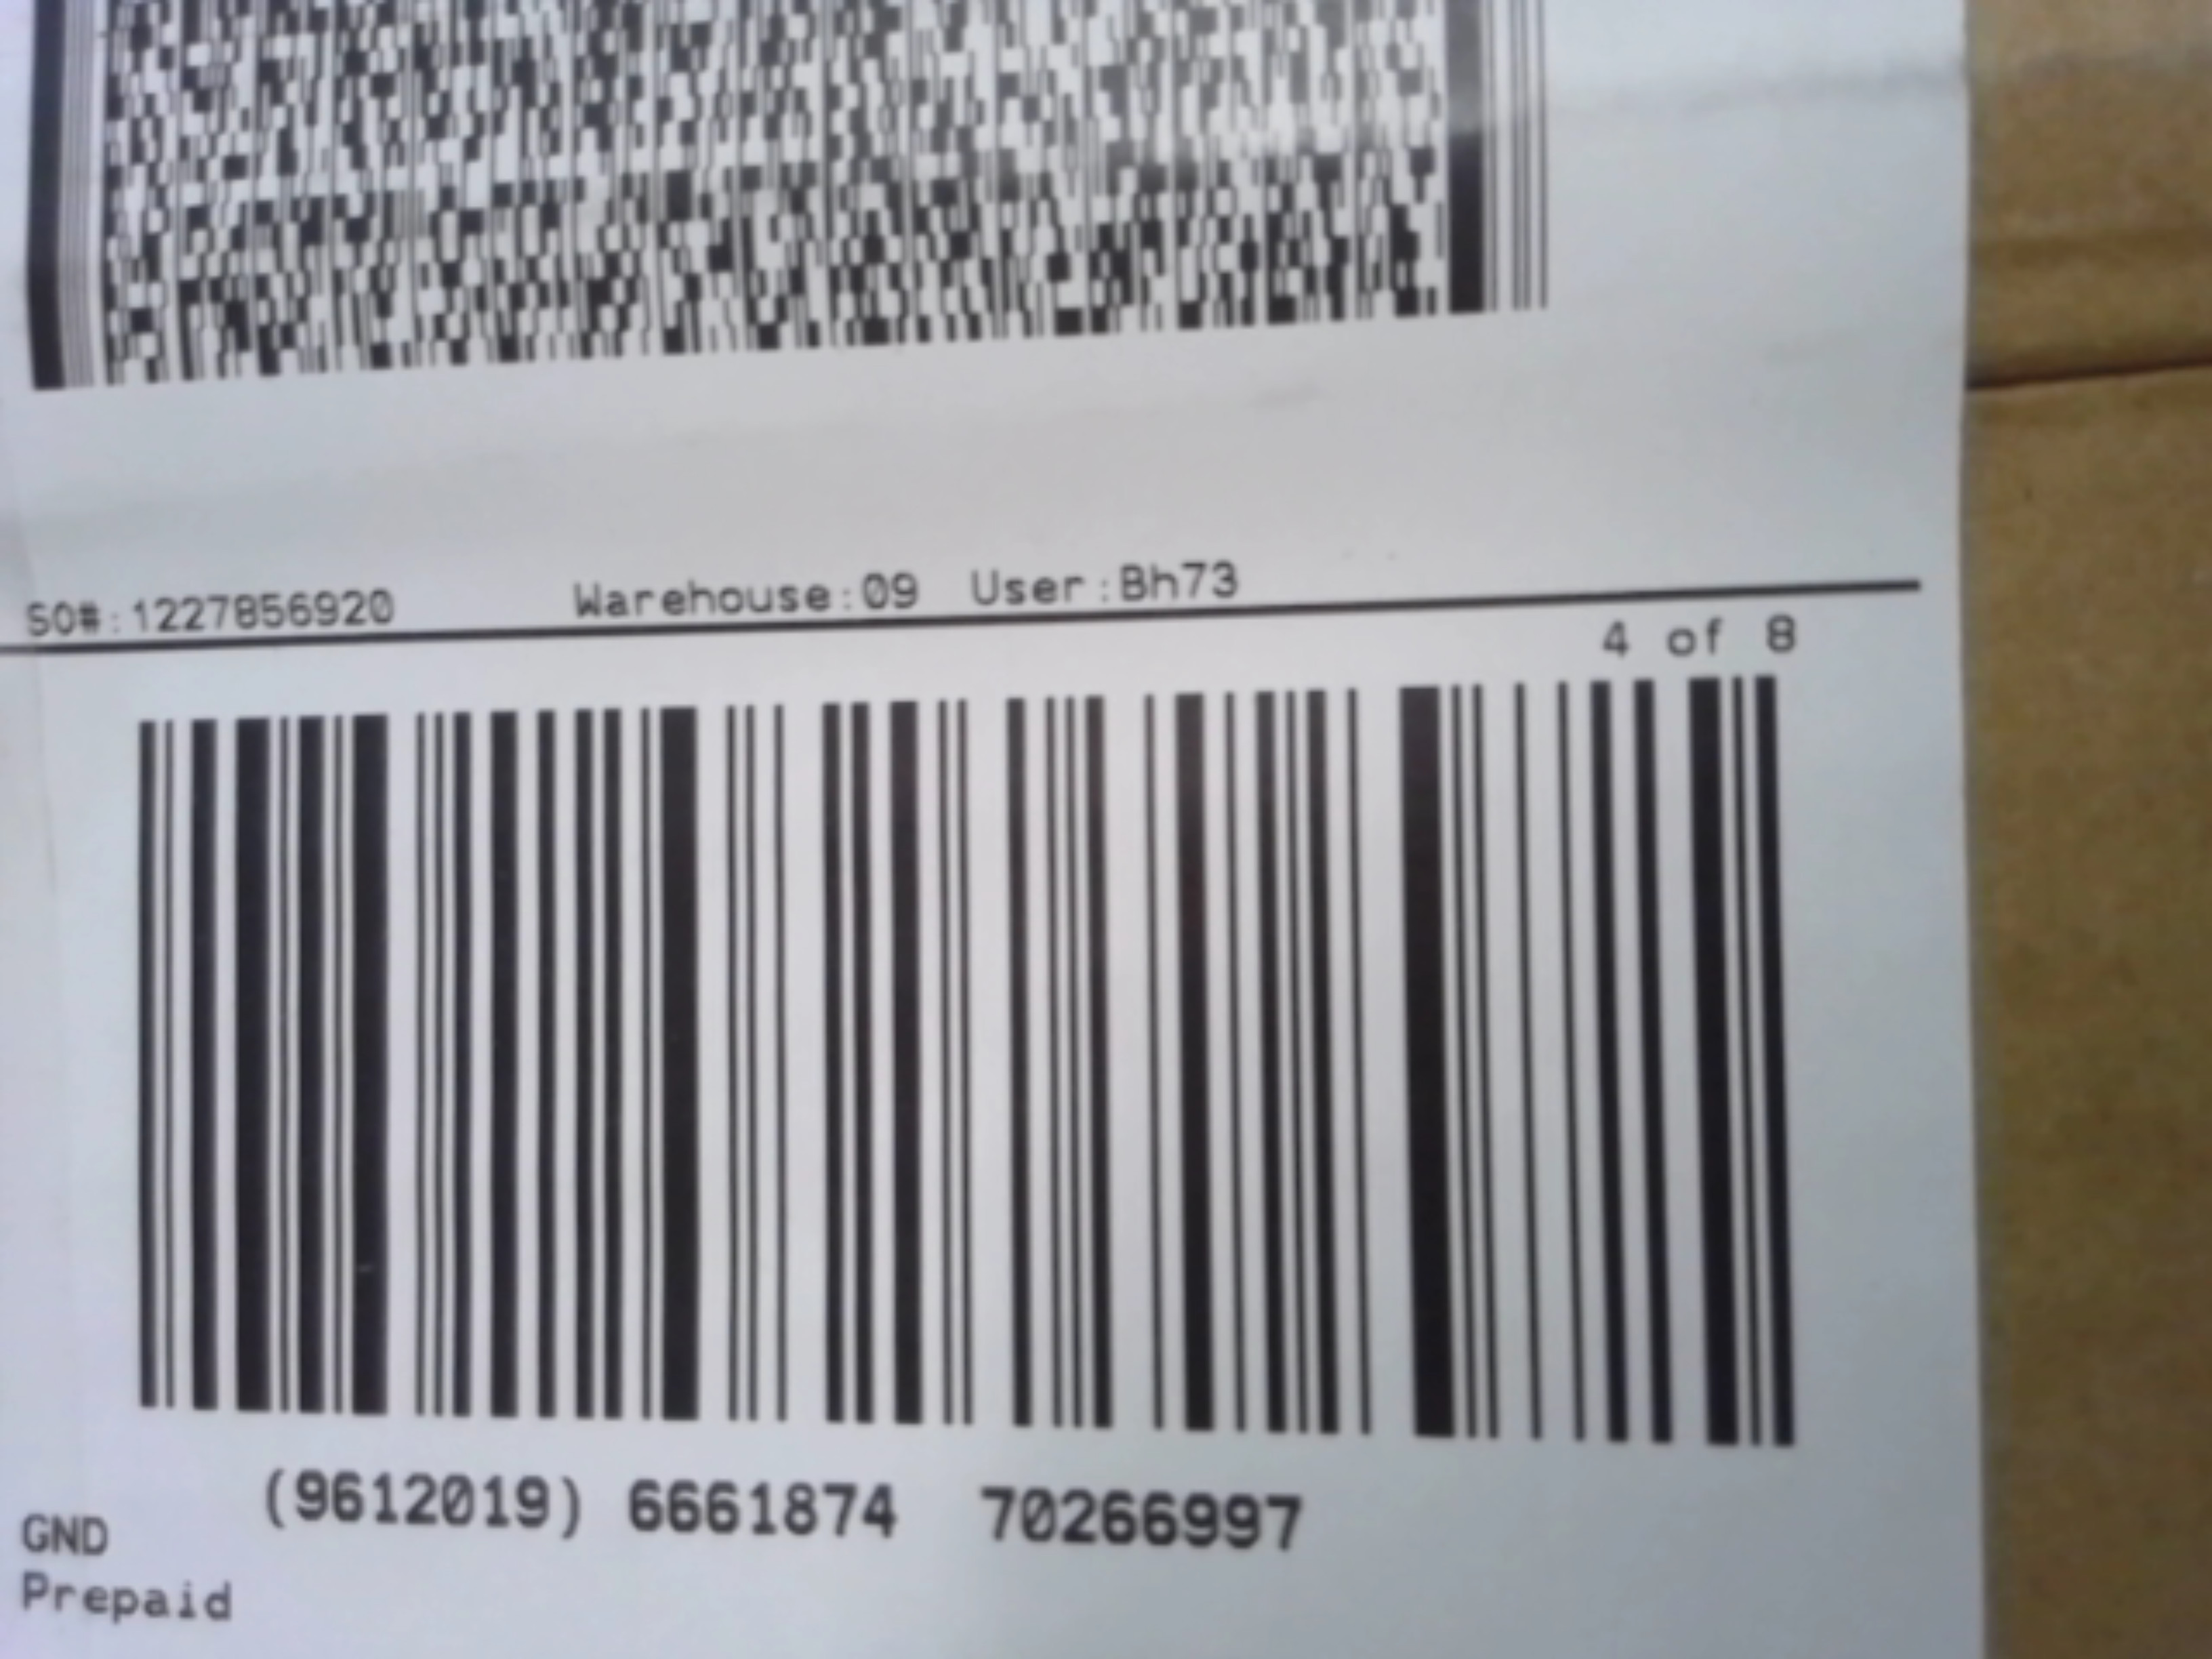 SO#:1227856920 Warehouse:09 User:Bh73
4 of 8
(9612019) 6661874 70266997
GND
Prepaid